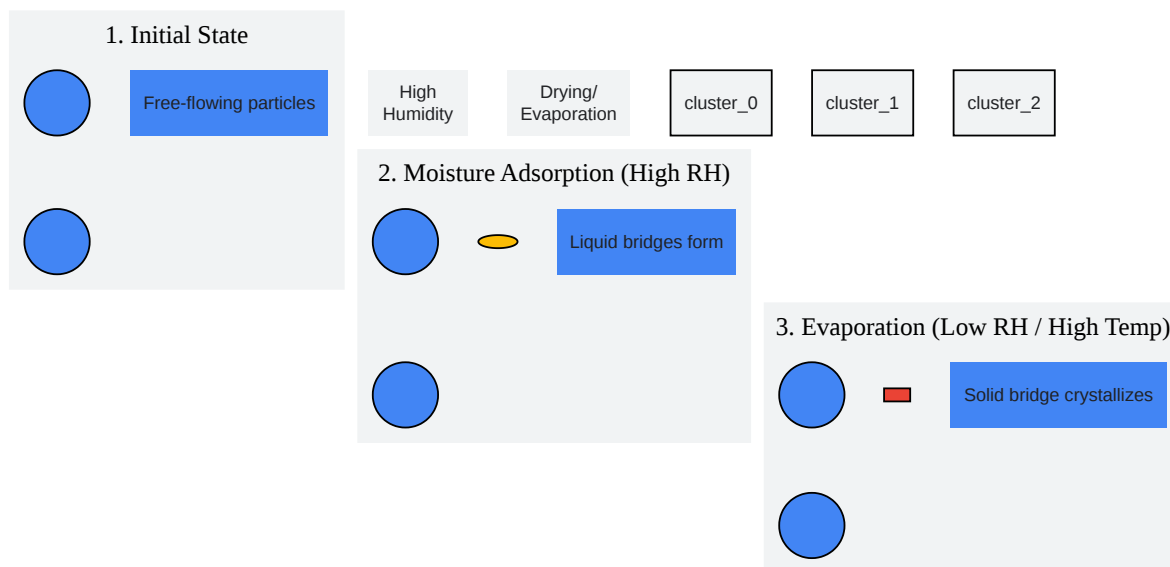 1. Initial State
Free-flowing particles
High
Humidity
Drying/
Evaporation
cluster_0
cluster_1
cluster_2
2. Moisture Adsorption (High RH)
Liquid bridges form
3. Evaporation (Low RH / High Temp)
Solid bridge crystallizes